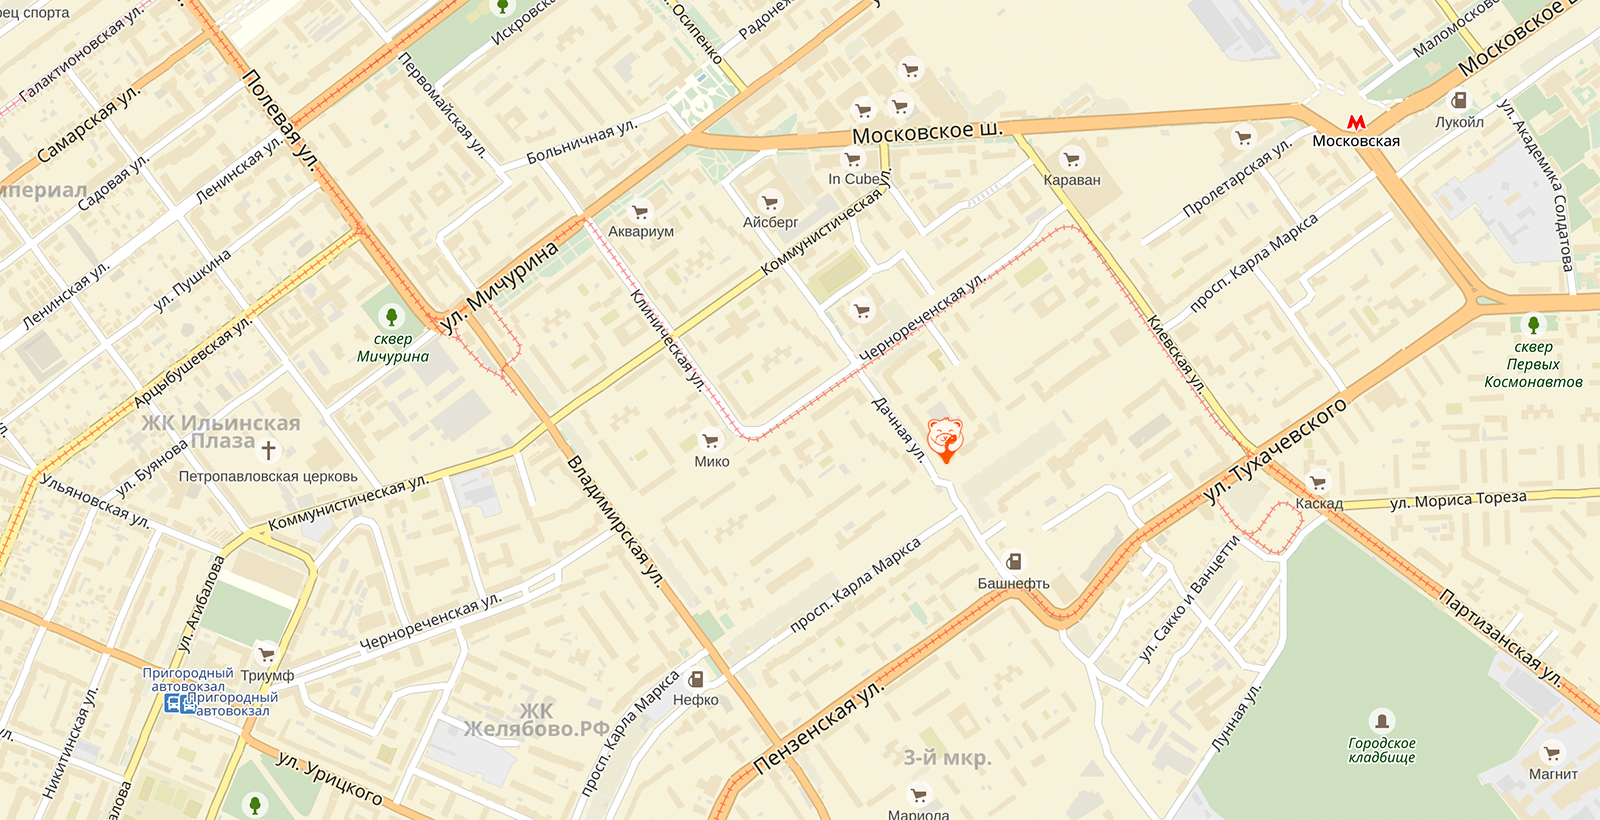 рец спорта
Галактионовская ул.
Самарская ул.
Полевая ул.
Искровска
Первомайская ул.
Осипенко
Радонеж
Маломосковс
Московское
Московское ш.
Московская
Лукойл
ул. Академика Солдатова
Больничная ул.
Садовая ул.
Ленинская ул.
мпериал
In Cube
Караван
Пролетарская ул.
Айсберг
Аквариум
Коммунистическая ул.
просп. Карла Маркса
ул. Пушкина
Ленинская ул.
ул. Мичурина
Клиническая ул.
Чернореченская ул.
Киевская ул.
сквер
Мичурина
сквер
Первых
Космонавтов
Арцыбушевская ул.
ЖК Ильинская
Плаза
ул. Буянова
Петропавловская церковь
Ульяновская ул.
Коммунистическая ул.
Мико
Дачная ул.
Владимирская ул.
ул. Тухачевского
Каскад
ул. Мориса Тореза
просп. Карла Маркса
Башнефть
ул. Сакко и Ванцетти
Партизанская ул.
ул. Агибалова
Чернореченская ул.
Триумф
Пригородный
автовокзал
Пригородный
автовокзал
Никитинская ул.
ул.
алова
ул. Урицкого
ЖК
Желябово.РФ
просп. Карла Маркса
Нефко
Пензенская ул.
3-й мкр.
Мариола
Лунная ул.
Городское
кладбище
Магнит